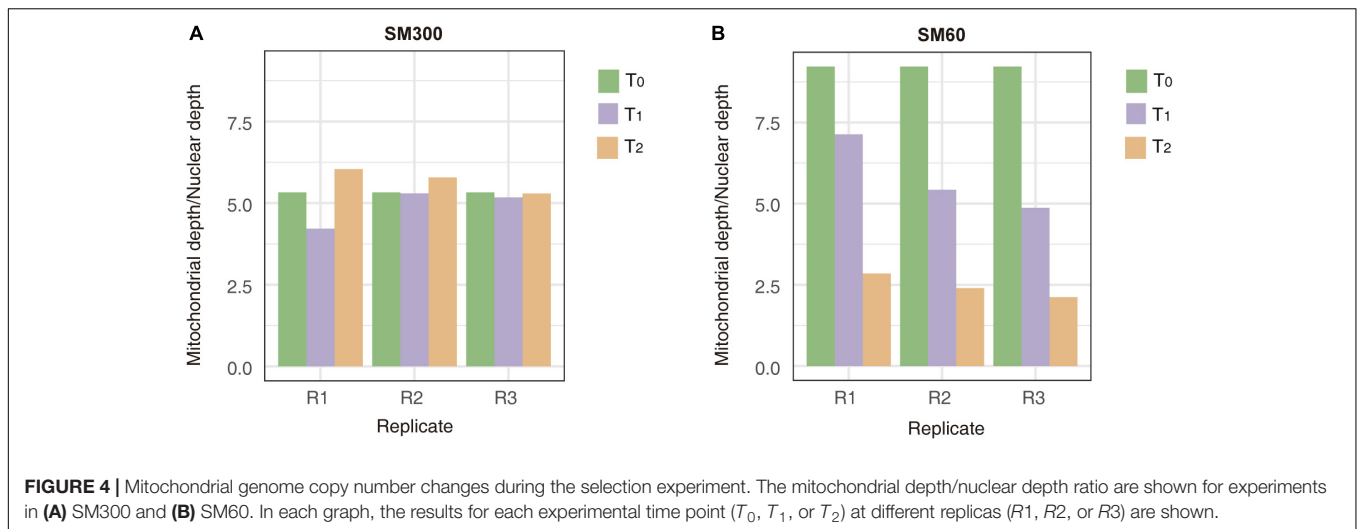 A
SM300
Mitochondrial depth/Nuclear depth
7.5
5.0
2.5
0.0
R1 R2 R3
Replicate
T0
T1
T2
B
SM60
Mitochondrial depth/Nuclear depth
7.5
5.0
2.5
0.0
R1 R2 R3
Replicate
T0
T1
T2
FIGURE 4 | Mitochondrial genome copy number changes during the selection experiment. The mitochondrial depth/nuclear depth ratio are shown for experiments
in (A) SM300 and (B) SM60. In each graph, the results for each experimental time point (T0, T1, or T2) at different replicas (R1, R2, or R3) are shown.